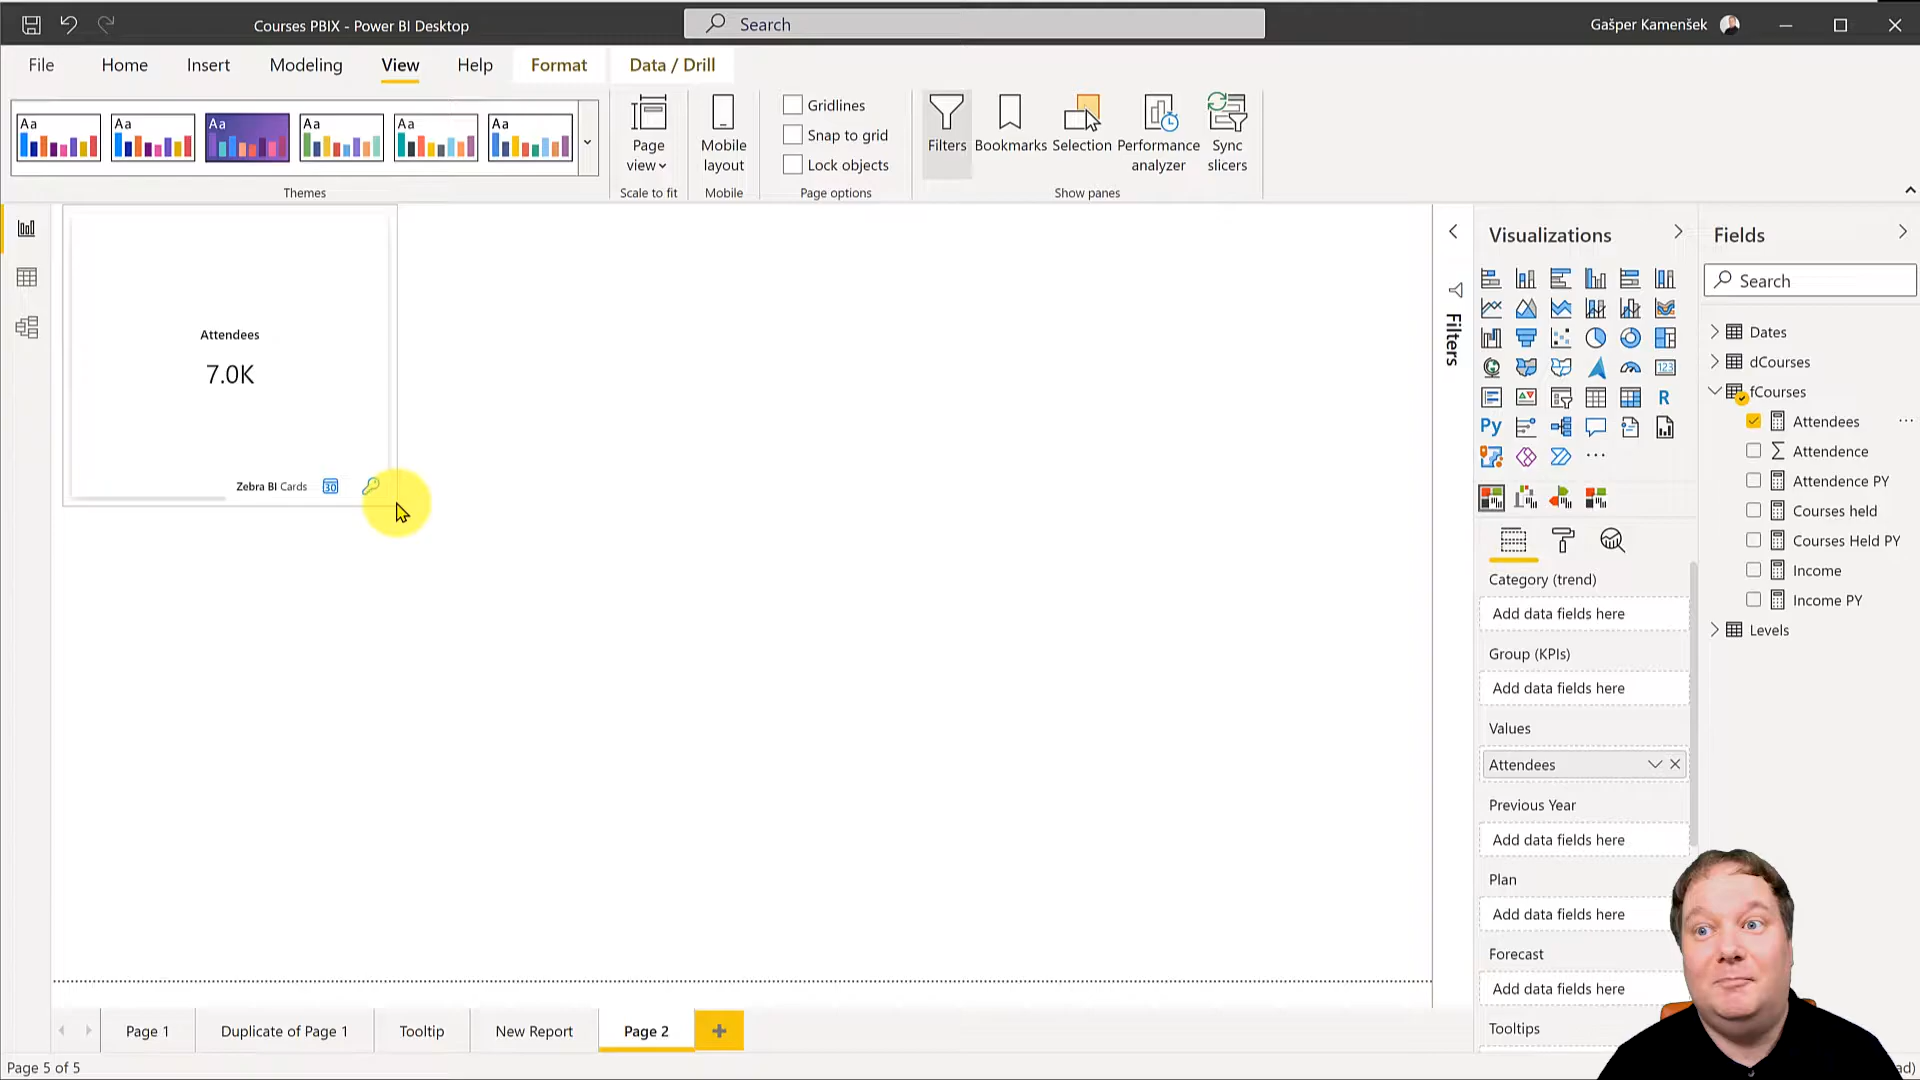 Courses PBIX - Power BI Desktop
Search
Gašper Kamenšek
File
Home
Insert
Modeling
View
Help
Format
Data / Drill
Aa
Aa
Aa
Aa
Aa
Aa
Themes
Page
view
Scale to fit
Mobile
layout
Mobile
Gridlines
Snap to grid
Lock objects
Page options
Filters
Bookmarks
Selection
Performance
analyzer
Sync
slicers
Show panes
Attendees
7.0K
Zebra BI Cards
30
Filters
Visualizations
123
R
Py
Category (trend)
Add data fields here
Group (KPIs)
Add data fields here
Values
Attendees
Previous Year
Add data fields here
Plan
Add data fields here
Forecast
Add data fields here
Tooltips
Fields
Search
Dates
dCourses
fCourses
Attendees
Attendence
Attendence PY
Courses held
Courses Held PY
Income
Income PY
Levels
Page 1
Duplicate of Page 1
Tooltip
New Report
Page 2
Page 5 of 5